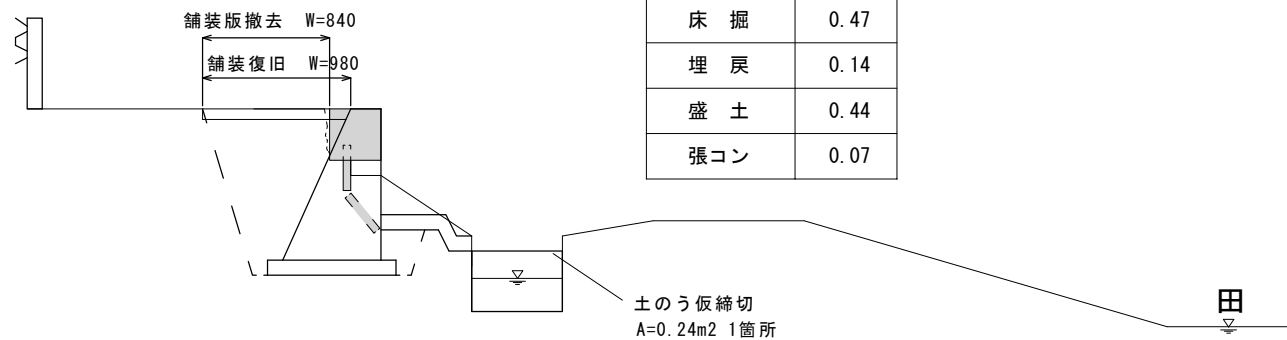 舗装版撤去 W=840
舗装復旧 W=980
床 掘 0.47
埋 戻 0.14
盛 土 0.44
張コン 0.07
土のう仮締切
A=0.24m2 1箇所
田